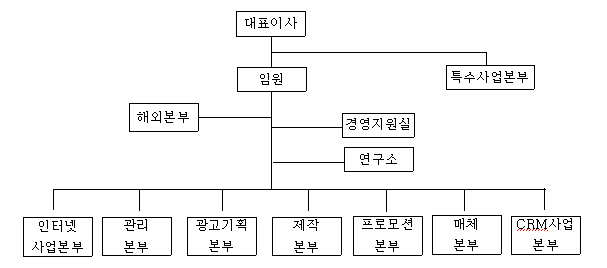 대표이사
임원
특수사업본부
해외본부
경영지원실
연구소
인터넷
사업본부
관리
본부
광고기획
본부
제작
본부
프로모션
본부
매체
본부
CRM사업
본부